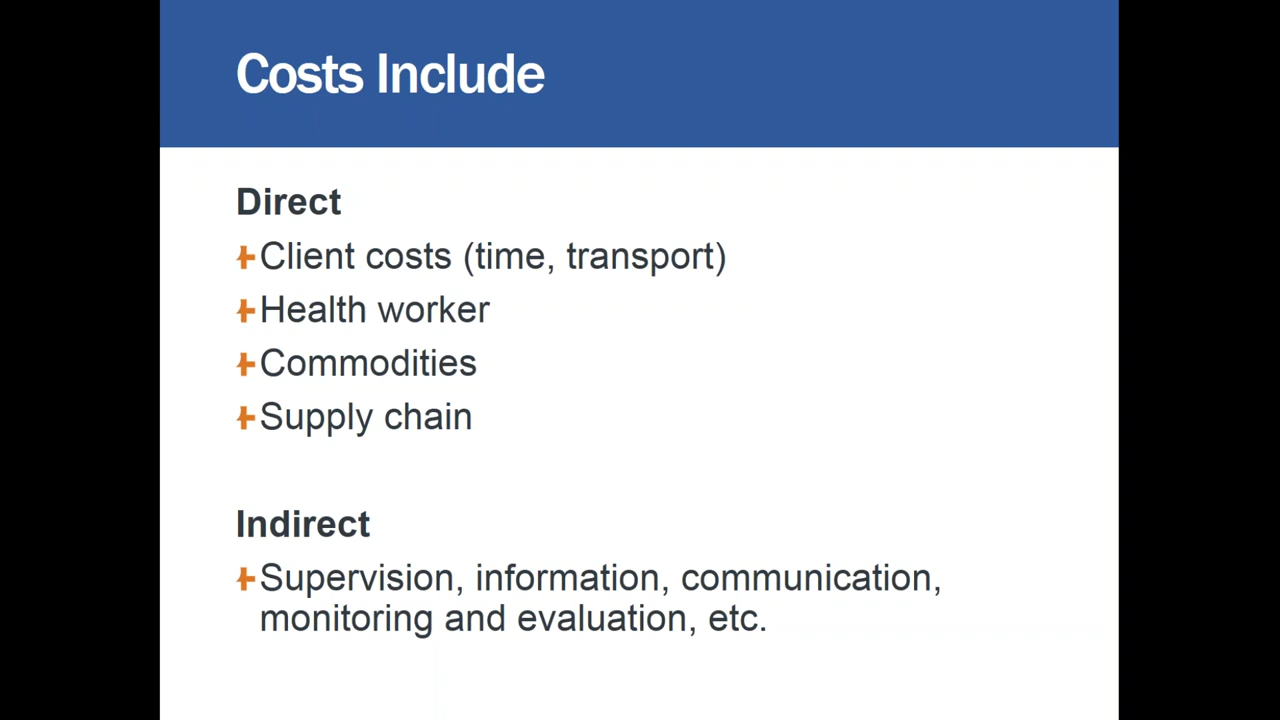 Costs Include
Direct
Client costs (time, transport)
Health worker
Commodities
Supply chain
Indirect
Supervision, information, communication,
monitoring and evaluation, etc.